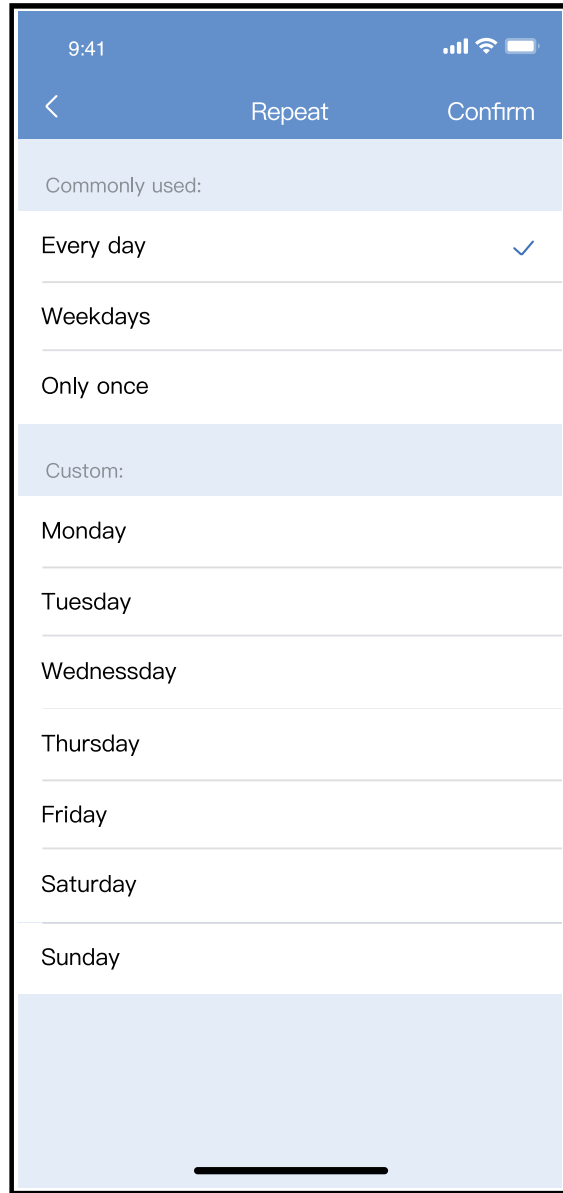 9:41
Repeat Confirm
Commonly used:
Every day
Weekdays
Only once
Custom:
Monday
Tuesday
Wednessday
Thursday
Friday
Saturday
Sunday